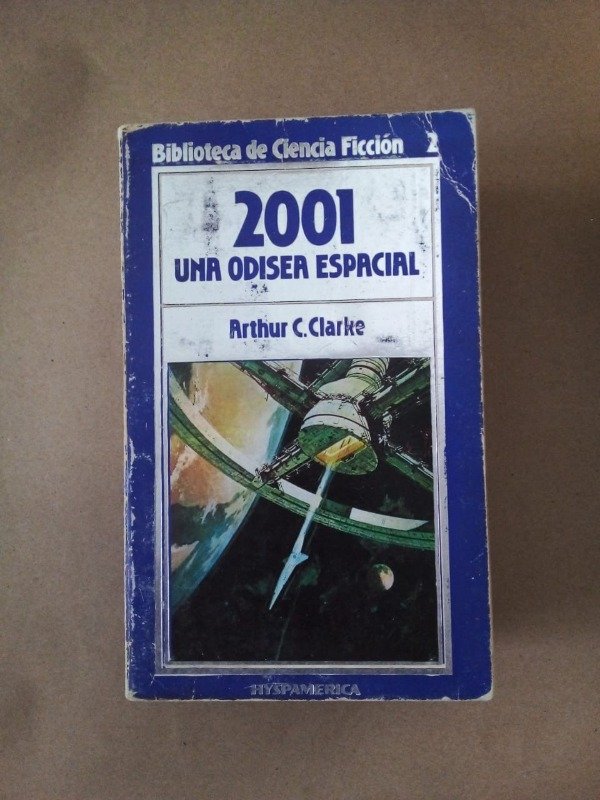 Biblioteca de Ciencia Ficción 2
2001
UNA ODISEA ESPACIAL
Arthur C. Clarke
HYSPAMERICA